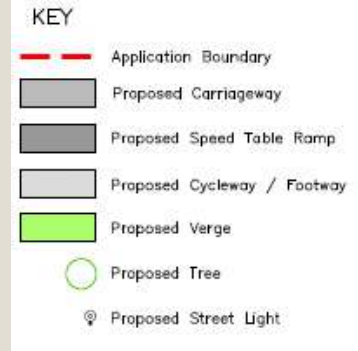 KEY
Application Boundary
Proposed Carriageway
Proposed Speed Table Ramp
Proposed Cycleway / Footway
Proposed Verge
Proposed Tree
Proposed Street Light